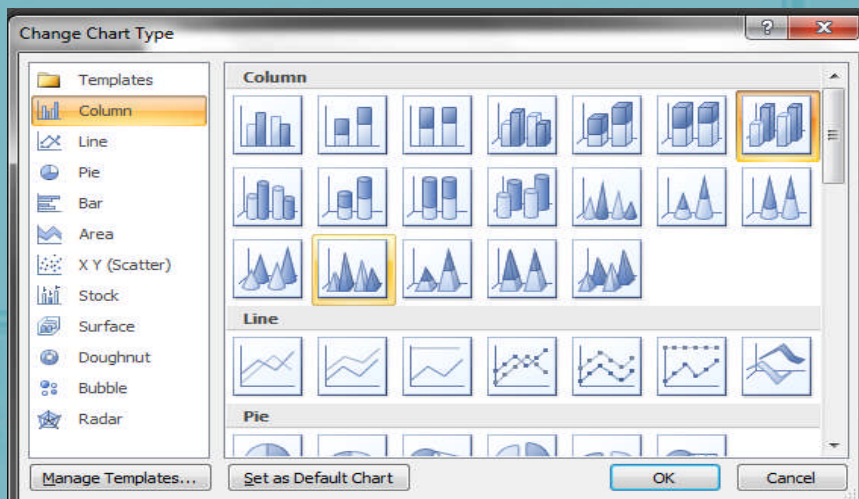 Change Chart Type
?
X
Templates
Column
Line
Pie
Bar
Area
X Y (Scatter)
Stock
Surface
Doughnut
Bubble
Radar
Column
Line
Pie
Manage Templates...
Set as Default Chart
OK
Cancel